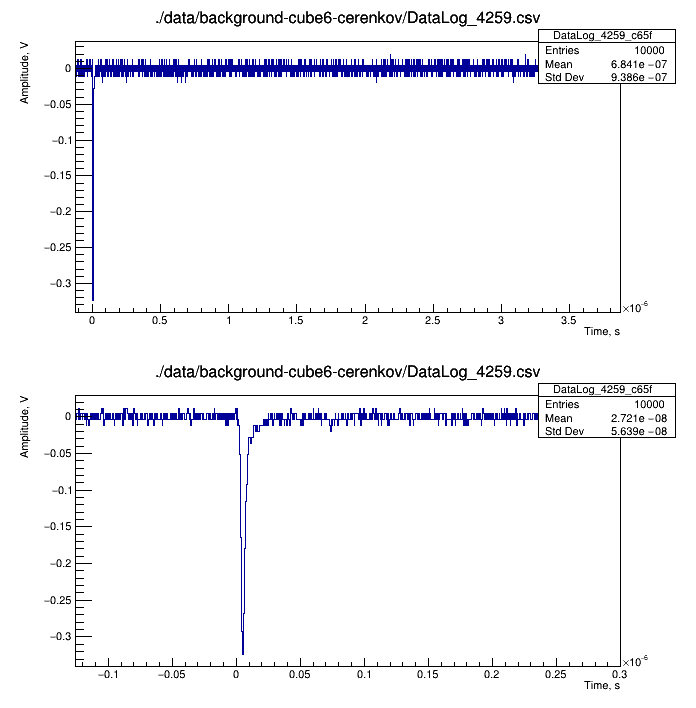 ./data/background-cube6-cerenkov/DataLog_4259.csv
DataLog_4259_c65f
Entries 10000
Mean 6.841e −07
Std Dev 9.386e −07
Amplitude, V
0
−0.05
−0.1
−0.15
−0.2
−0.25
−0.3
0 0.5 1 1.5 2 2.5 3 3.5
×10-6
Time, s
./data/background-cube6-cerenkov/DataLog_4259.csv
DataLog_4259_c65f
Entries 10000
Mean 2.721e −08
Std Dev 5.639e −08
Amplitude, V
0
−0.05
−0.1
−0.15
−0.2
−0.25
−0.3
−0.1 −0.05 0 0.05 0.1 0.15 0.2 0.25 0.3
×10-6
Time, s